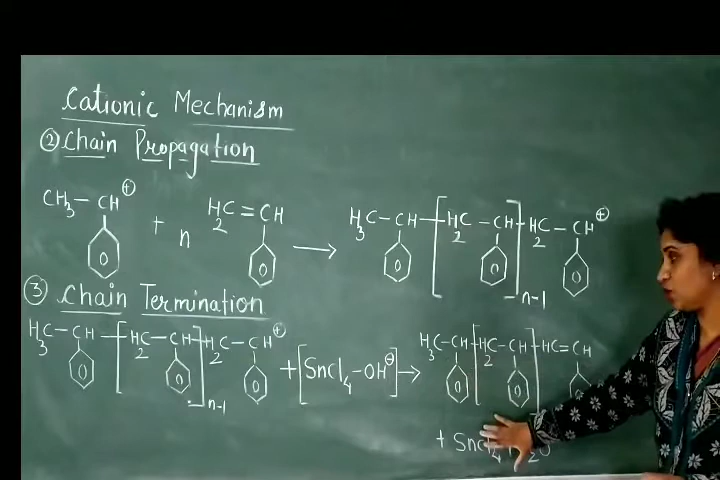 Cationic Mechanism
② Chain Propagation
CH₃–CH⊕ + n H₂C=CH → H₃C–CH–[H₂C–CH]n-1 H₂C–CH⊕
③ Chain Termination
H₃C–CH–[H₂C–CH]n-1 H₂C–CH⊕ + [SnCl₄–OH⊖] → H₃C–CH–[H₂C–CH] HC=CH
+ SnCl₄